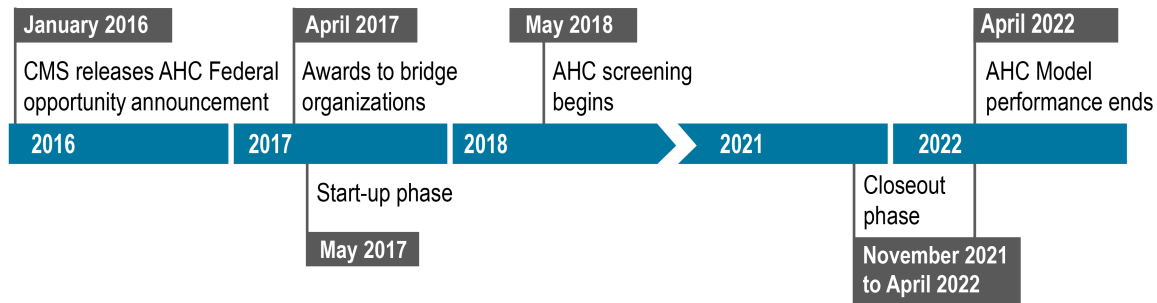 January 2016
CMS releases AHC Federal
opportunity announcement
April 2017
Awards to bridge
organizations
May 2018
AHC screening
begins
April 2022
AHC Model
performance ends
2016
2017
2018
2021
2022
Start-up phase
May 2017
Closeout
phase
November 2021
to April 2022